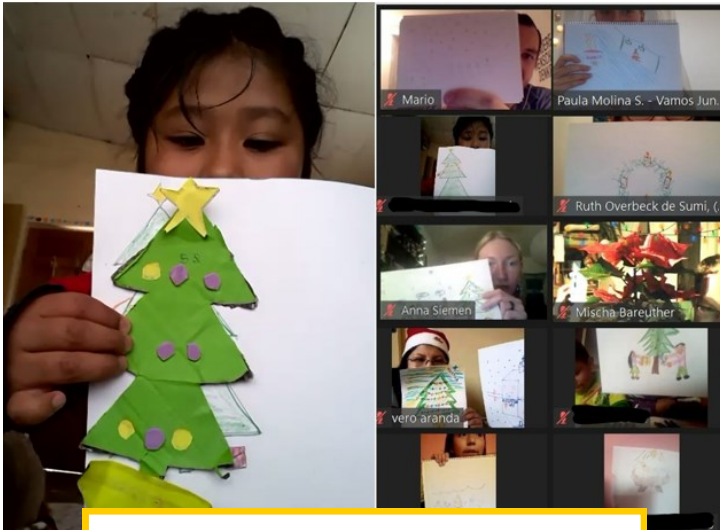 B.S.
Mario
Paula Molina S. - Vamos Jun.
Ruth Overbeck de Sumi, (.
Anna Siemen
Mischa Bareuther
vero aranda